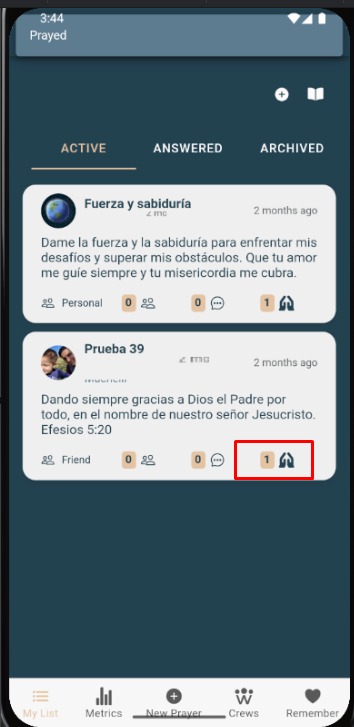 3:44
Prayed
ACTIVE ANSWERED ARCHIVED
Fuerza y sabiduría
2 months ago
Dame la fuerza y la sabiduría para enfrentar mis
desafíos y superar mis obstáculos. Que tu amor
me guíe siempre y tu misericordia me cubra.
Personal 0 0 1
Prueba 39
2 months ago
Dando siempre gracias a Dios el Padre por
todo, en el nombre de nuestro señor Jesucristo.
Efesios 5:20
Friend 0 0 1
My List Metrics New Prayer Crews Remember